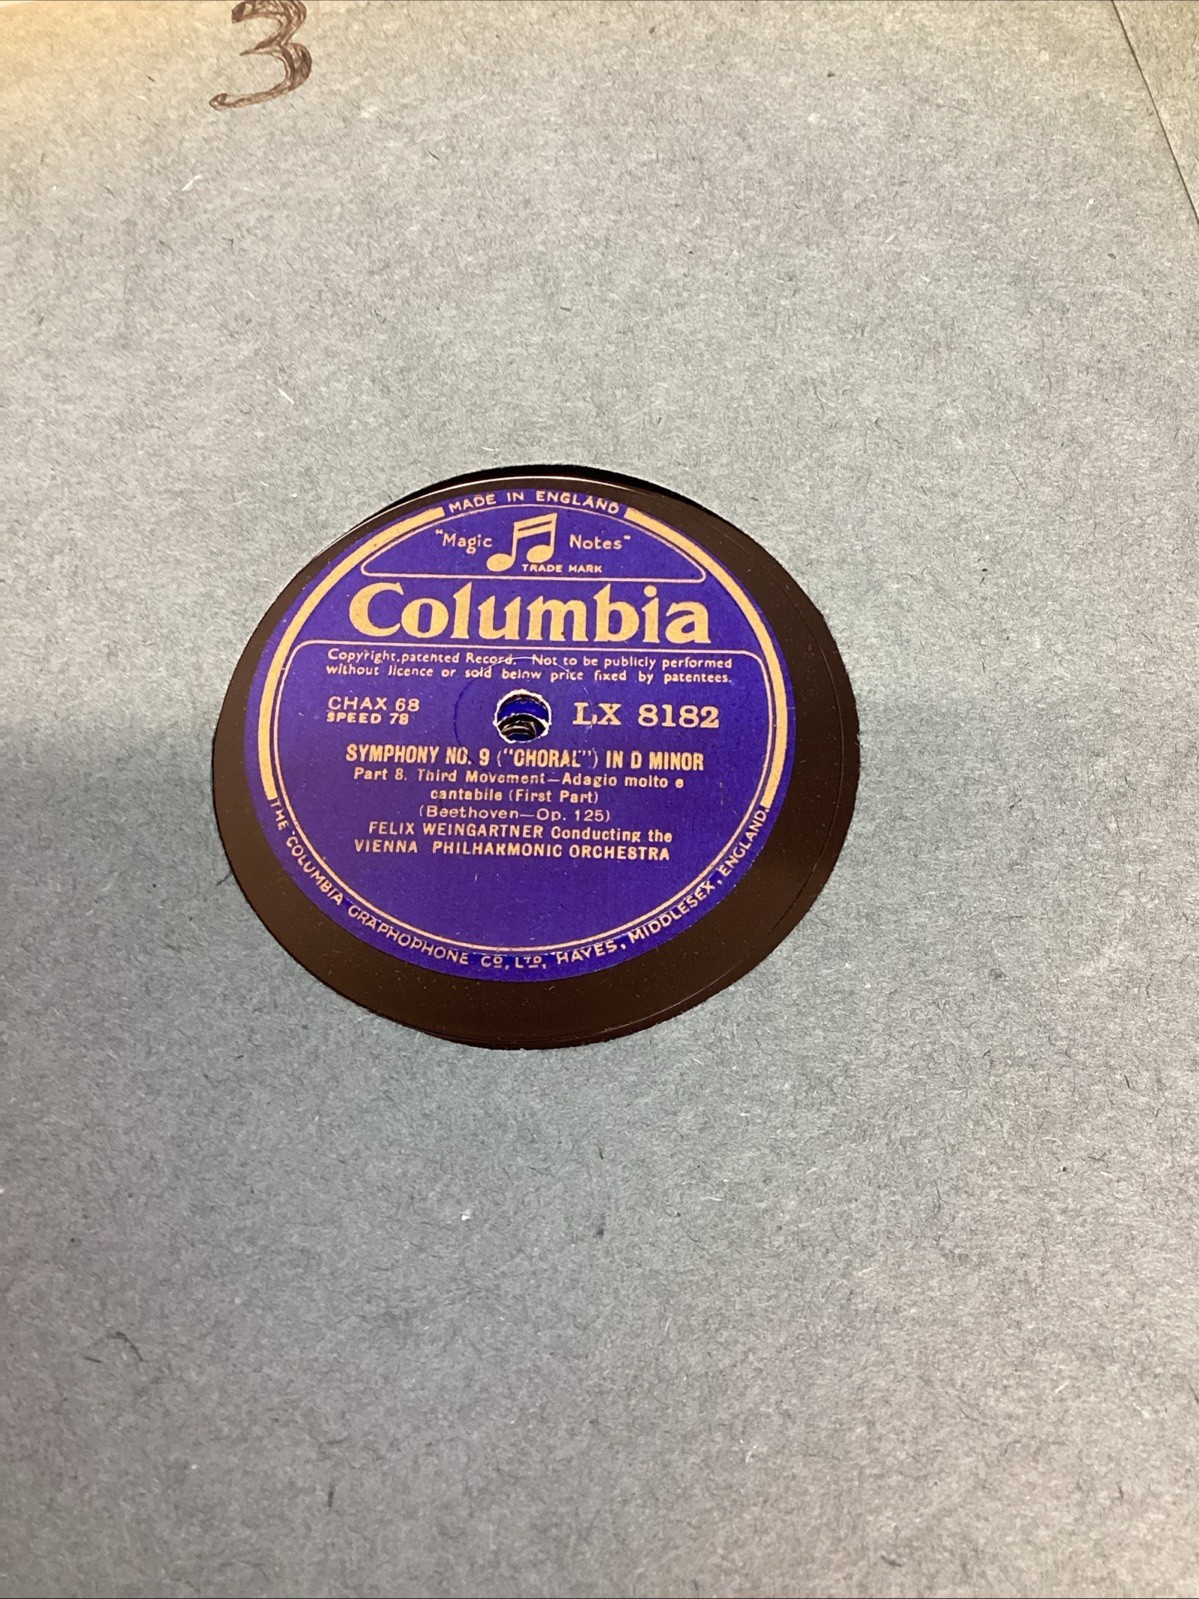 3
MADE IN ENGLAND
"Magic Notes"
TRADE MARK
Columbia
Copyright.patented Record. Not to be publicly performed
without licence or sold below price fixed by patentees.
CHAX 68
SPEED 78
LX 8182
SYMPHONY NO. 9 ("CHORAL") IN D MINOR
Part 8. Third Movement—Adagio molto e
cantabile (First Part)
(Beethoven—Op. 125)
FELIX WEINGARTNER Conducting the
VIENNA PHILHARMONIC ORCHESTRA
THE COLUMBIA GRAPHOPHONE CO, LTD, HAYES, MIDDLESEX, ENGLAND.